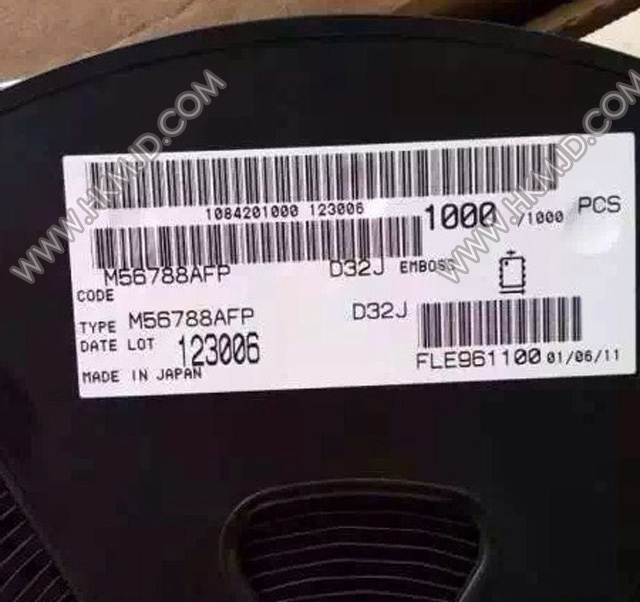 1084201000 123006
1000 /1000 PCS
M56788AFP D32J EMBOSS
CODE
TYPE M56788AFP D32J
DATE LOT 123006
FLE961100 01/06/11
MADE IN JAPAN
WWW.HKMJD.COM
WWW.HKMJD.COM